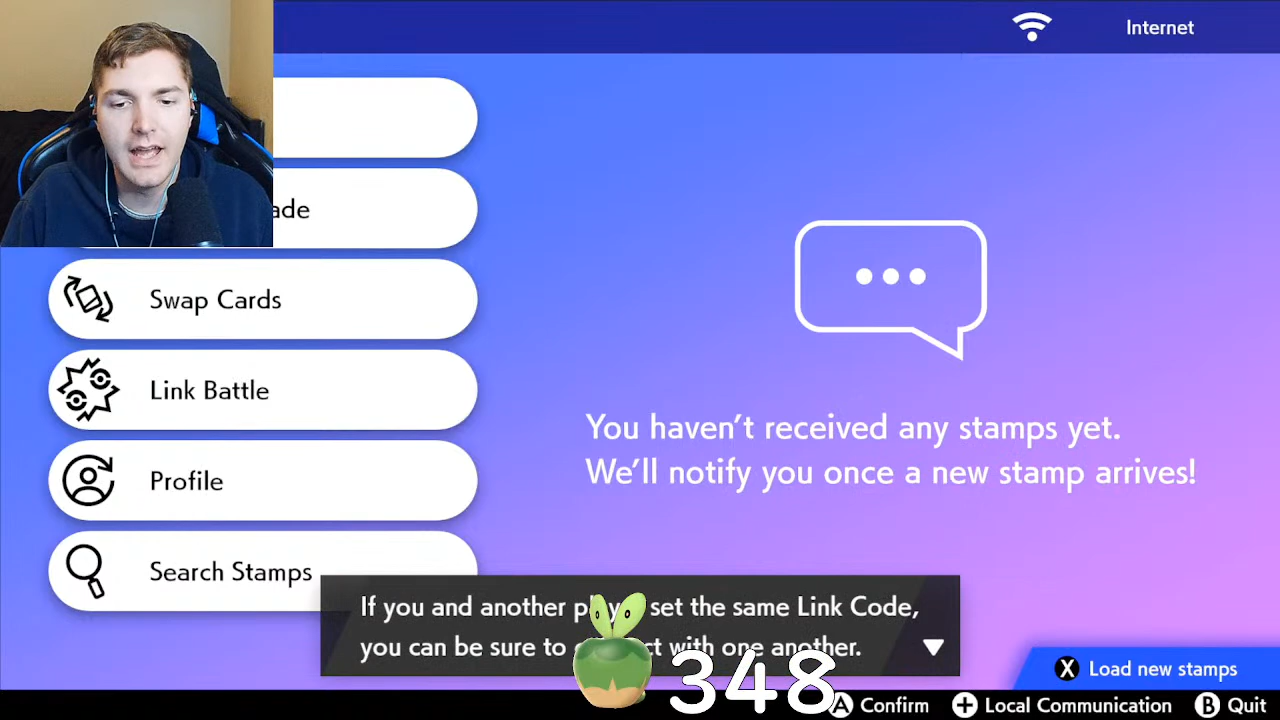 Internet
ade
Swap Cards
Link Battle
Profile
Search Stamps
You haven't received any stamps yet.
We'll notify you once a new stamp arrives!
If you and another set the same Link Code,
you can be sure to with one another.
348
X Load new stamps
A Confirm + Local Communication B Quit